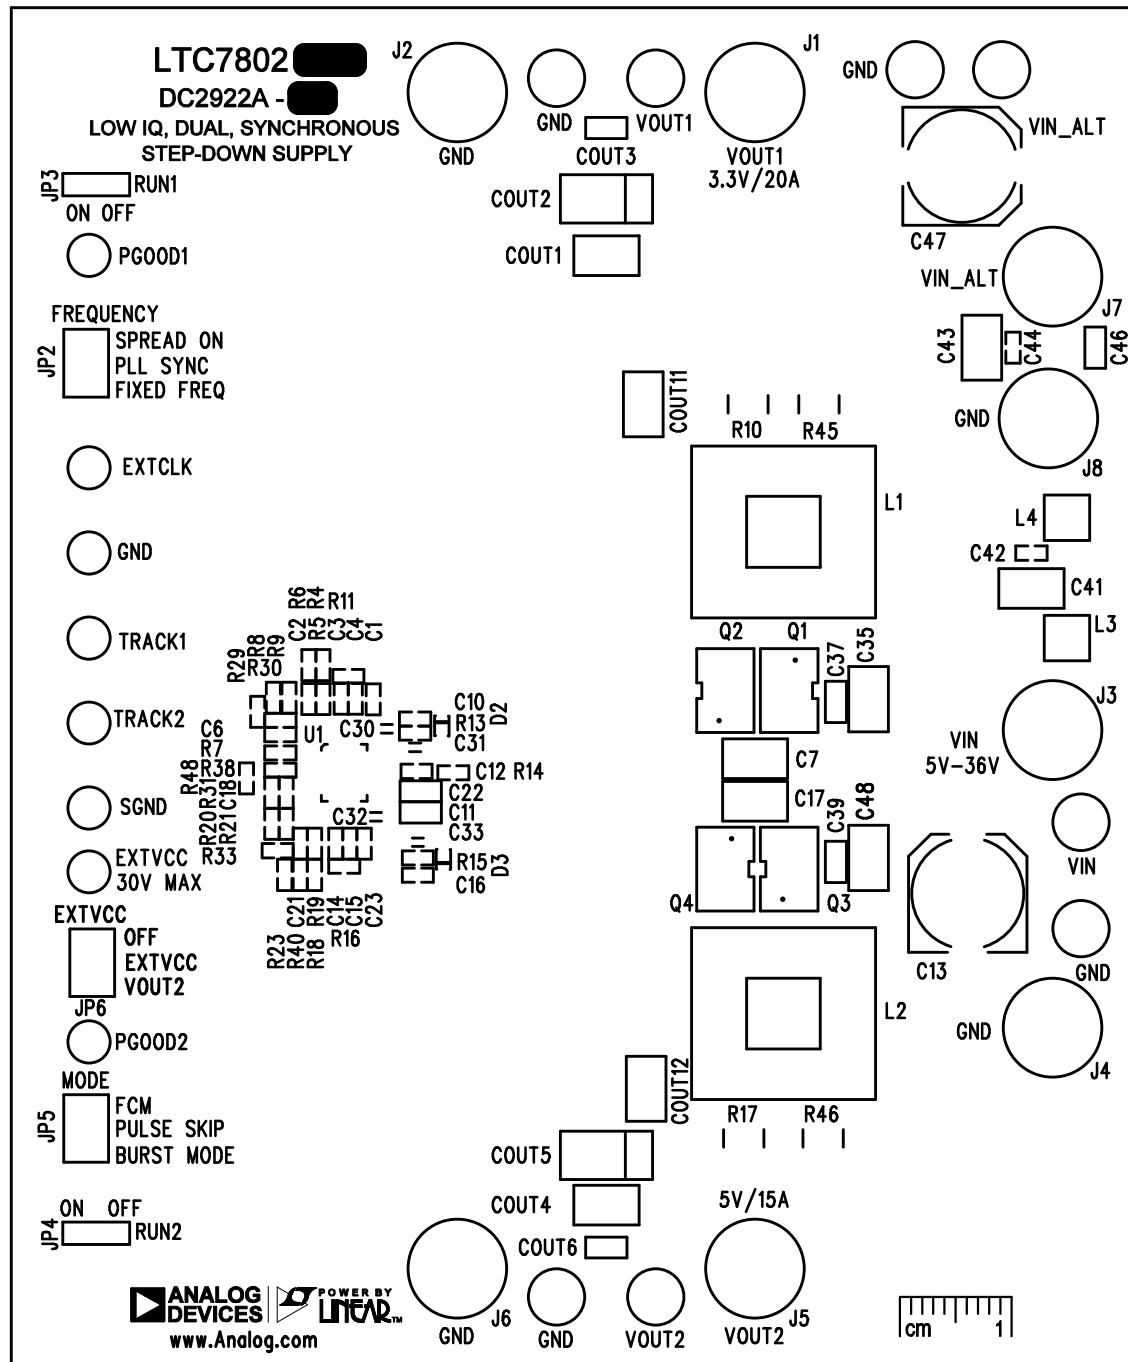 LTC7802
DC2922A -
LOW IQ, DUAL, SYNCHRONOUS
STEP-DOWN SUPPLY
J2
GND
GND
VOUT1
J1
VOUT1
3.3V/20A
GND
VIN_ALT
COUT3
COUT2
COUT1
C47
JP3
RUN1
ON OFF
PGOOD1
VIN_ALT
J7
FREQUENCY
JP2
SPREAD ON
PLL SYNC
FIXED FREQ
C43
C44
C46
COUT11
R10
R45
GND
J8
EXTCLK
L1
L4
GND
C42
C41
L3
TRACK1
R6
R4
R11
C2
R5
C3
C4
C1
R29
R8
R9
R30
Q2
Q1
C37
C35
TRACK2
C6
R7
U1
C30
C10
R13
C31
D2
J3
VIN
5V-36V
R48
R38
R31
C18
C12
R14
C7
C22
C11
C17
SGND
R20
R21
C32
C33
C39
C48
R33
R15
C16
D3
VIN
EXTVCC
30V MAX
Q4
Q3
C21
R19
C14
C15
C23
R23
R40
R18
R16
EXTVCC
OFF
EXTVCC
VOUT2
JP6
C13
GND
L2
PGOOD2
GND
J4
MODE
JP5
FCM
PULSE SKIP
BURST MODE
COUT12
R17
R46
COUT5
COUT4
COUT6
5V/15A
ON OFF
JP4
RUN2
ANALOG
DEVICES
POWER BY
LINEAR™
www.Analog.com
J6
GND
GND
VOUT2
J5
VOUT2
cm 1